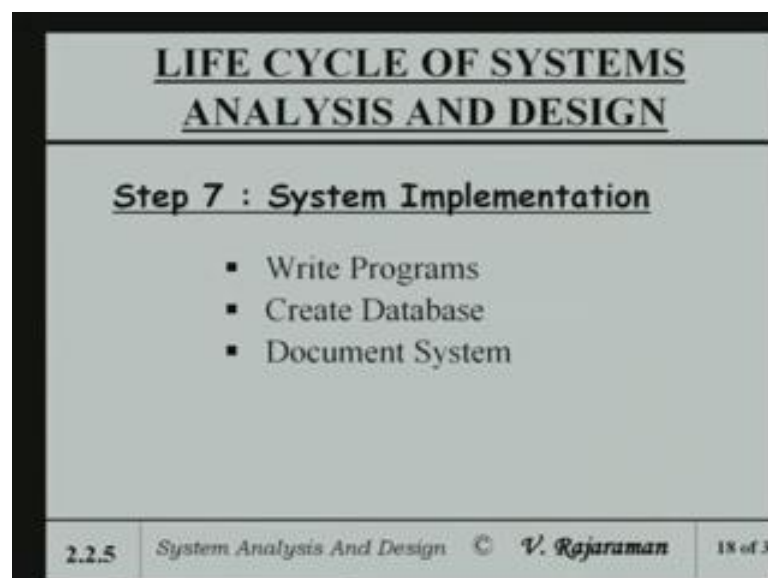 LIFE CYCLE OF SYSTEMS
ANALYSIS AND DESIGN
Step 7 : System Implementation
▪ Write Programs
▪ Create Database
▪ Document System
2.2.5 System Analysis And Design © V. Rajaraman 18 of 3